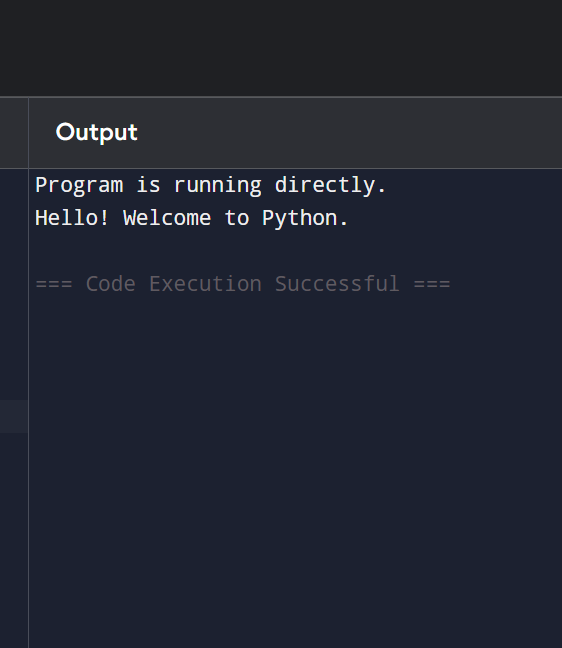 Output
Program is running directly.
Hello! Welcome to Python.
=== Code Execution Successful ===